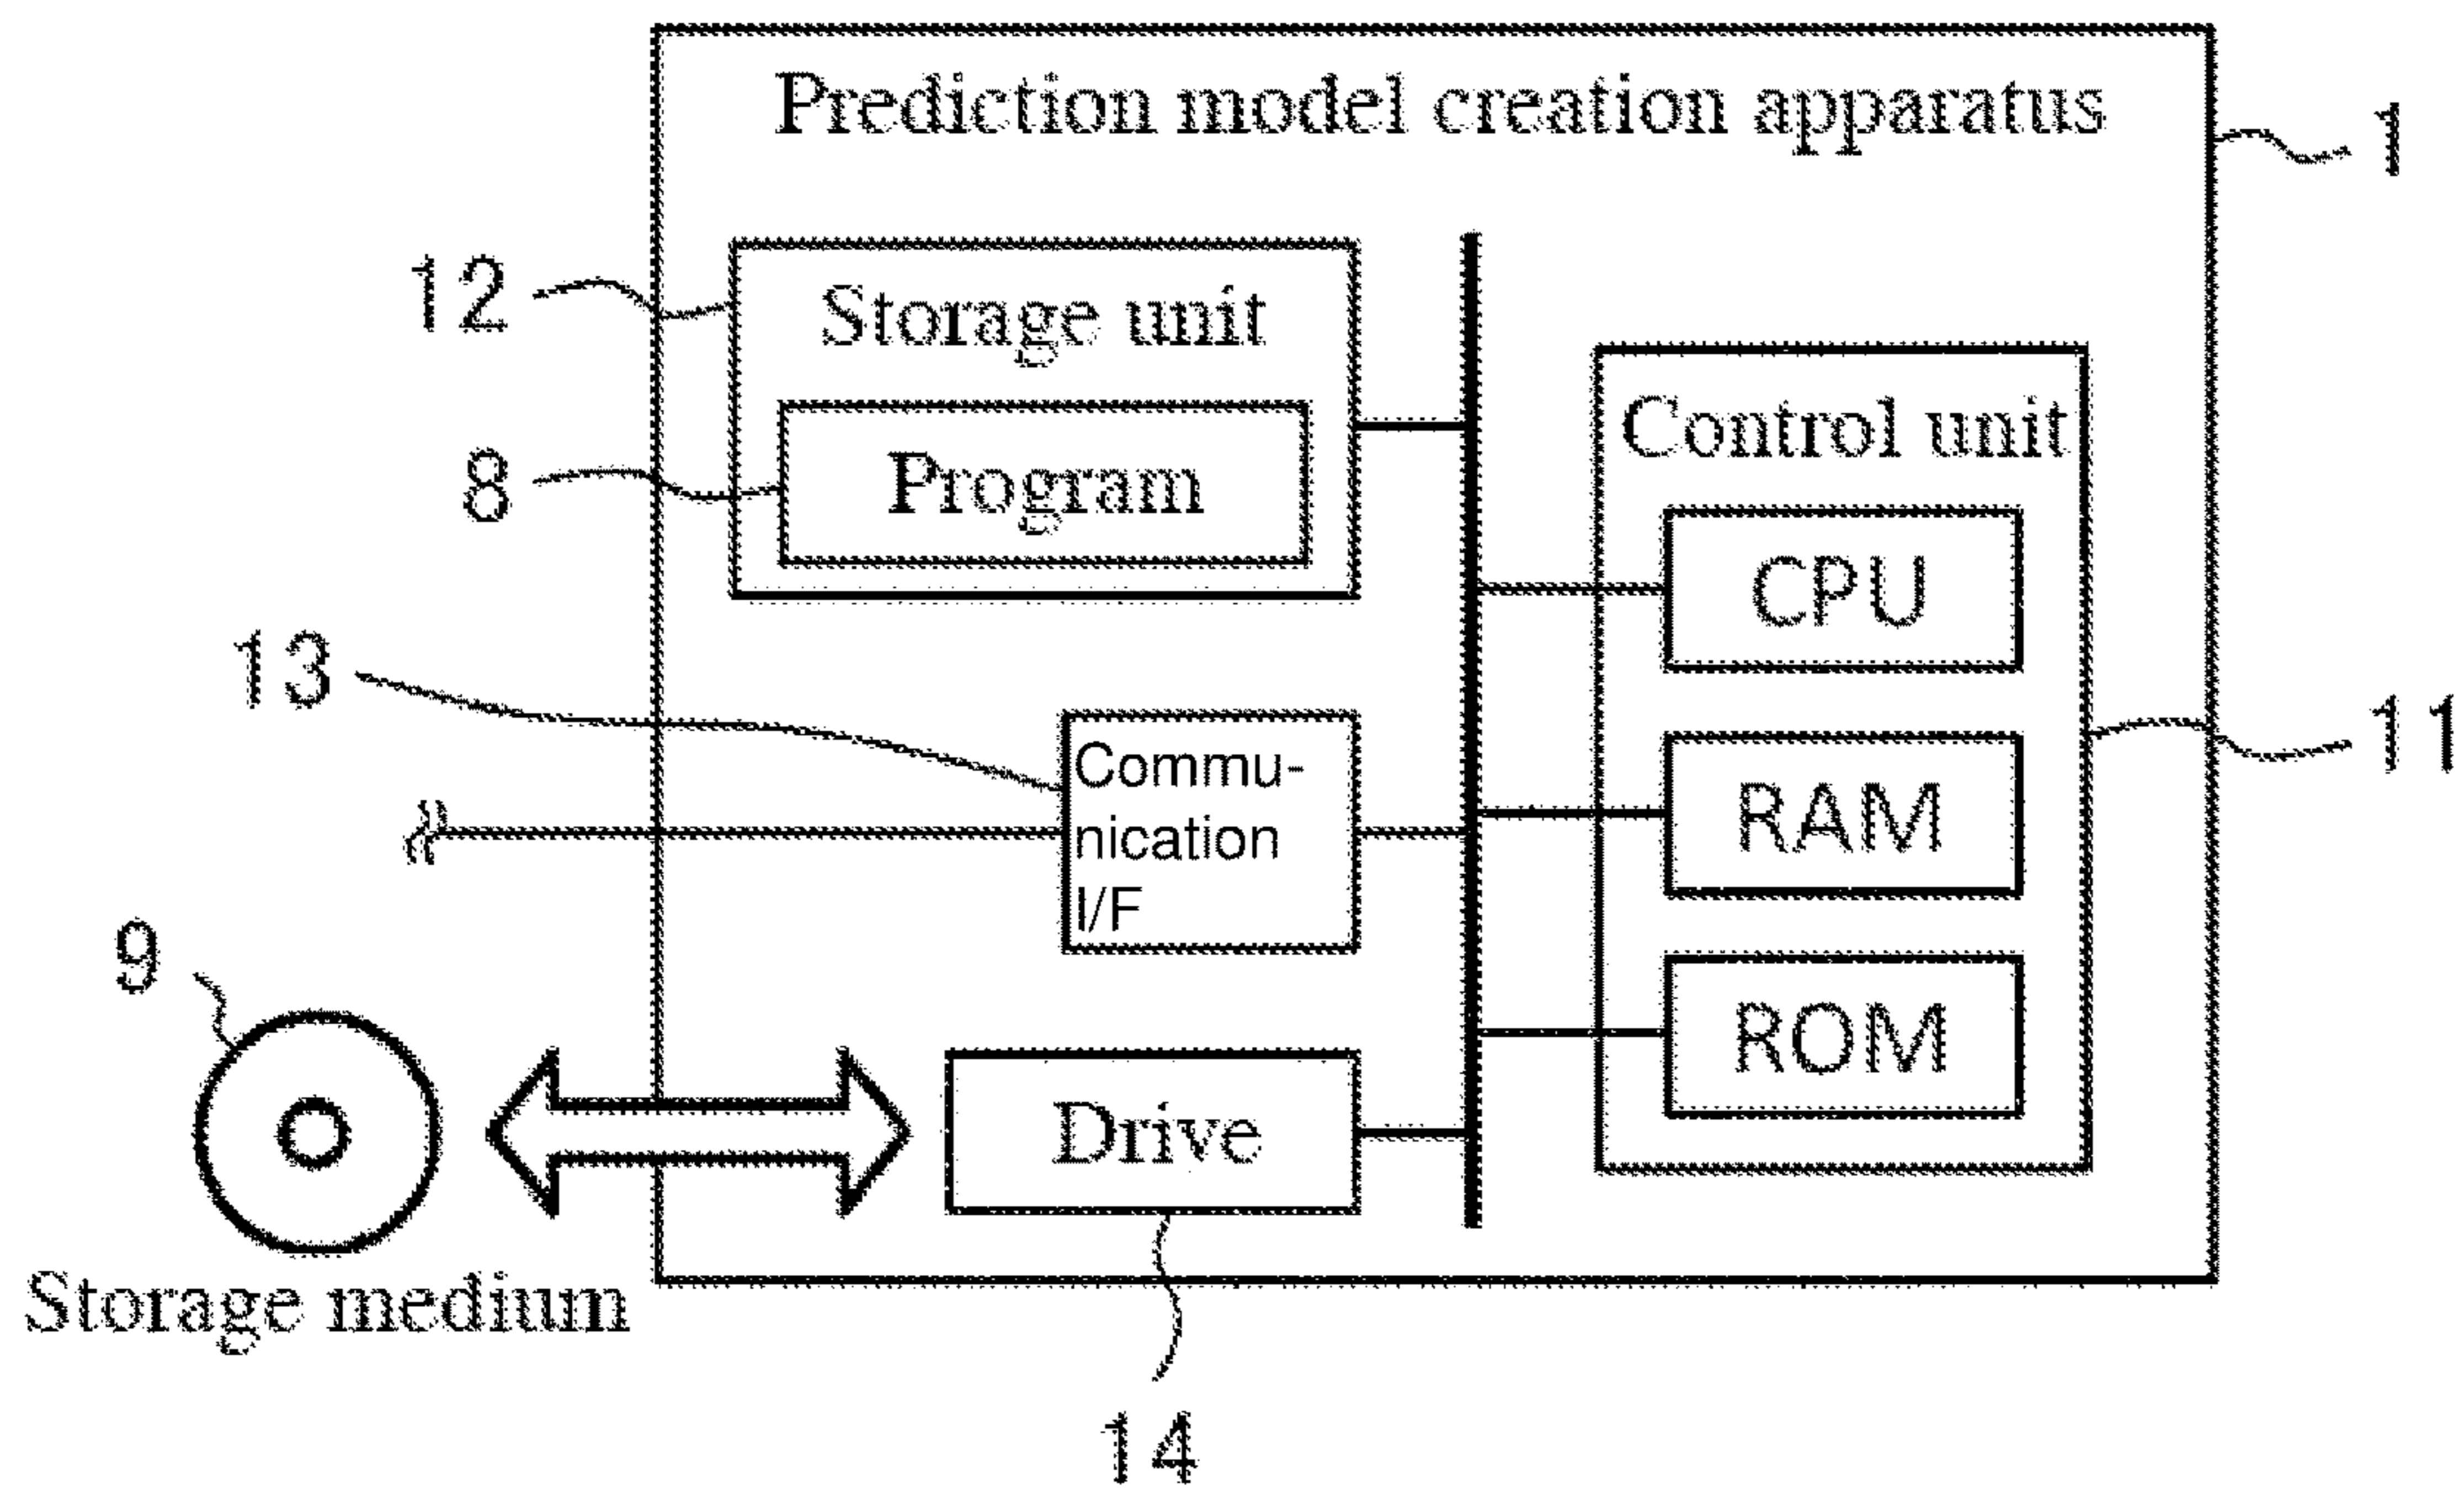 Prediction model creation apparatus
1
12
Storage unit
Control unit
8
Program
CPU
13
11
Commu-
nication
I/F
RAM
9
ROM
Drive
Storage medium
14